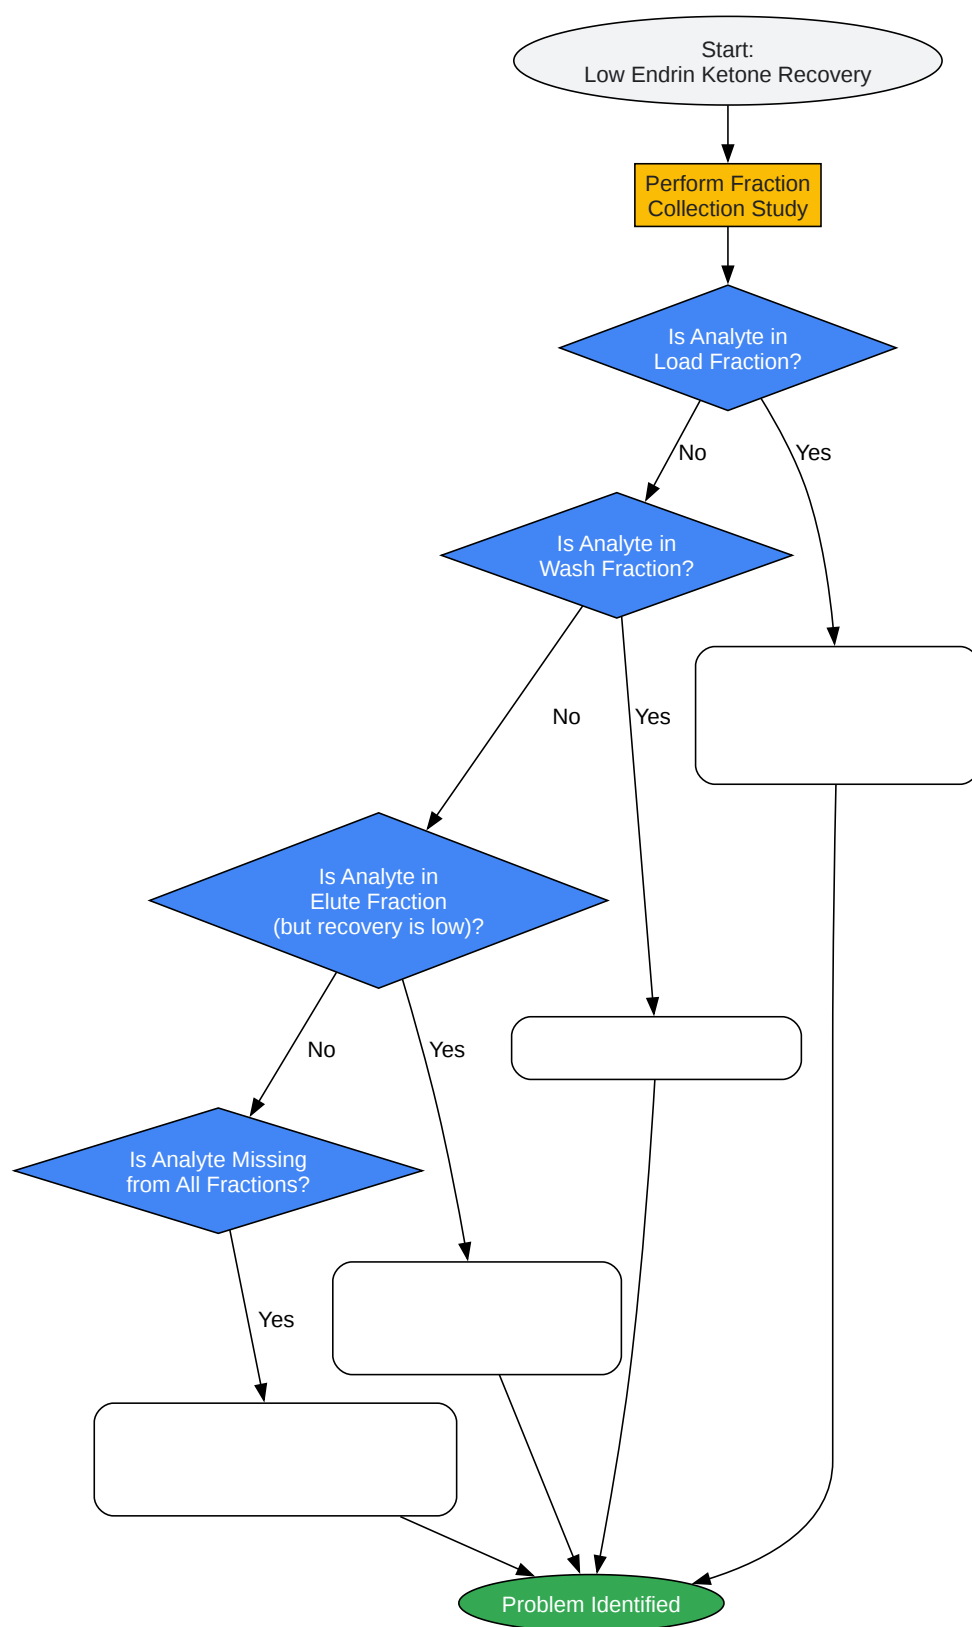 Start:
Low Endrin Ketone Recovery
Perform Fraction
Collection Study
Is Analyte in
Load Fraction?
No
Yes
Is Analyte in
Wash Fraction?
No
Yes
Is Analyte in
Elute Fraction
(but recovery is low)?
No
Yes
Is Analyte Missing
from All Fractions?
Yes
Problem Identified